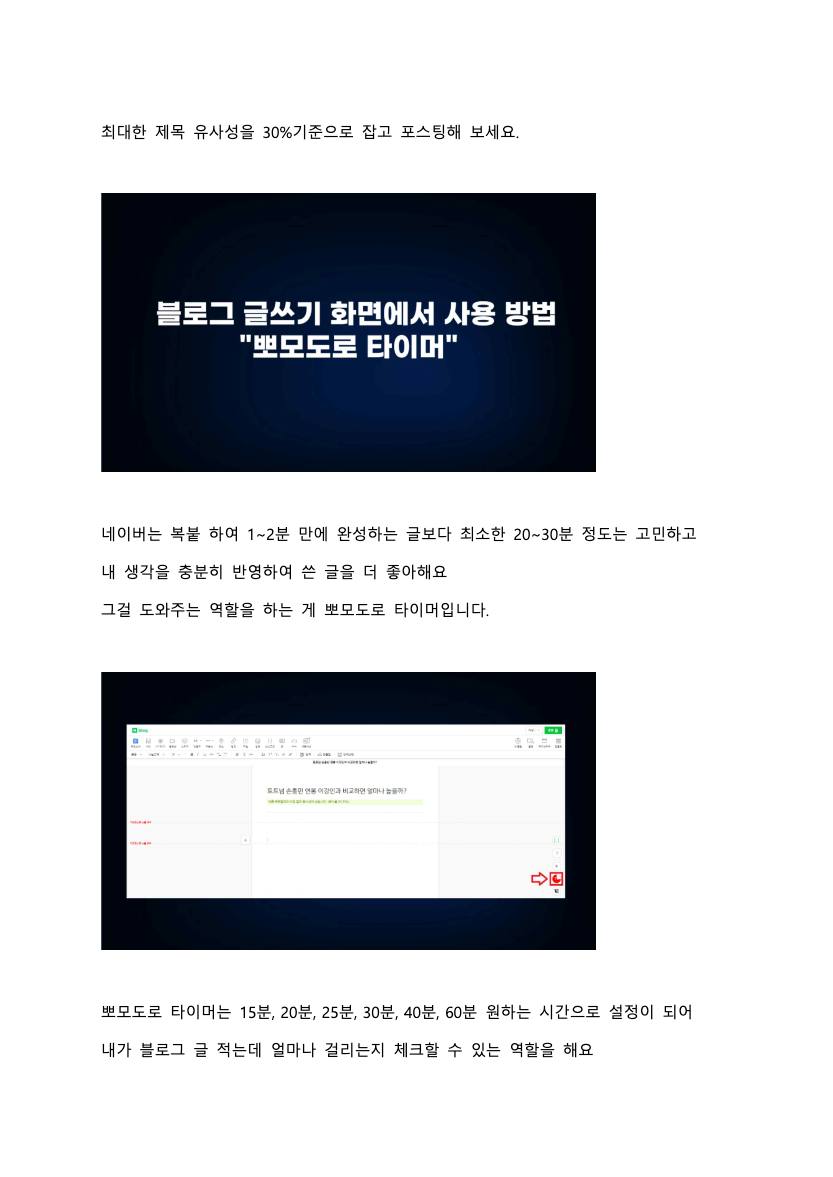 최대한 제목 유사성을 30%기준으로 잡고 포스팅해 보세요.
블로그 글쓰기 화면에서 사용 방법
"뽀모도로 타이머"
네이버는 복붙 하여 1~2분 만에 완성하는 글보다 최소한 20~30분 정도는 고민하고
내 생각을 충분히 반영하여 쓴 글을 더 좋아해요
그걸 도와주는 역할을 하는 게 뽀모도로 타이머입니다.
토트넘 손흥민 연봉 이강인과 비교하면 얼마나 높을까?
뽀모도로 타이머는 15분, 20분, 25분, 30분, 40분, 60분 원하는 시간으로 설정이 되어
내가 블로그 글 적는데 얼마나 걸리는지 체크할 수 있는 역할을 해요